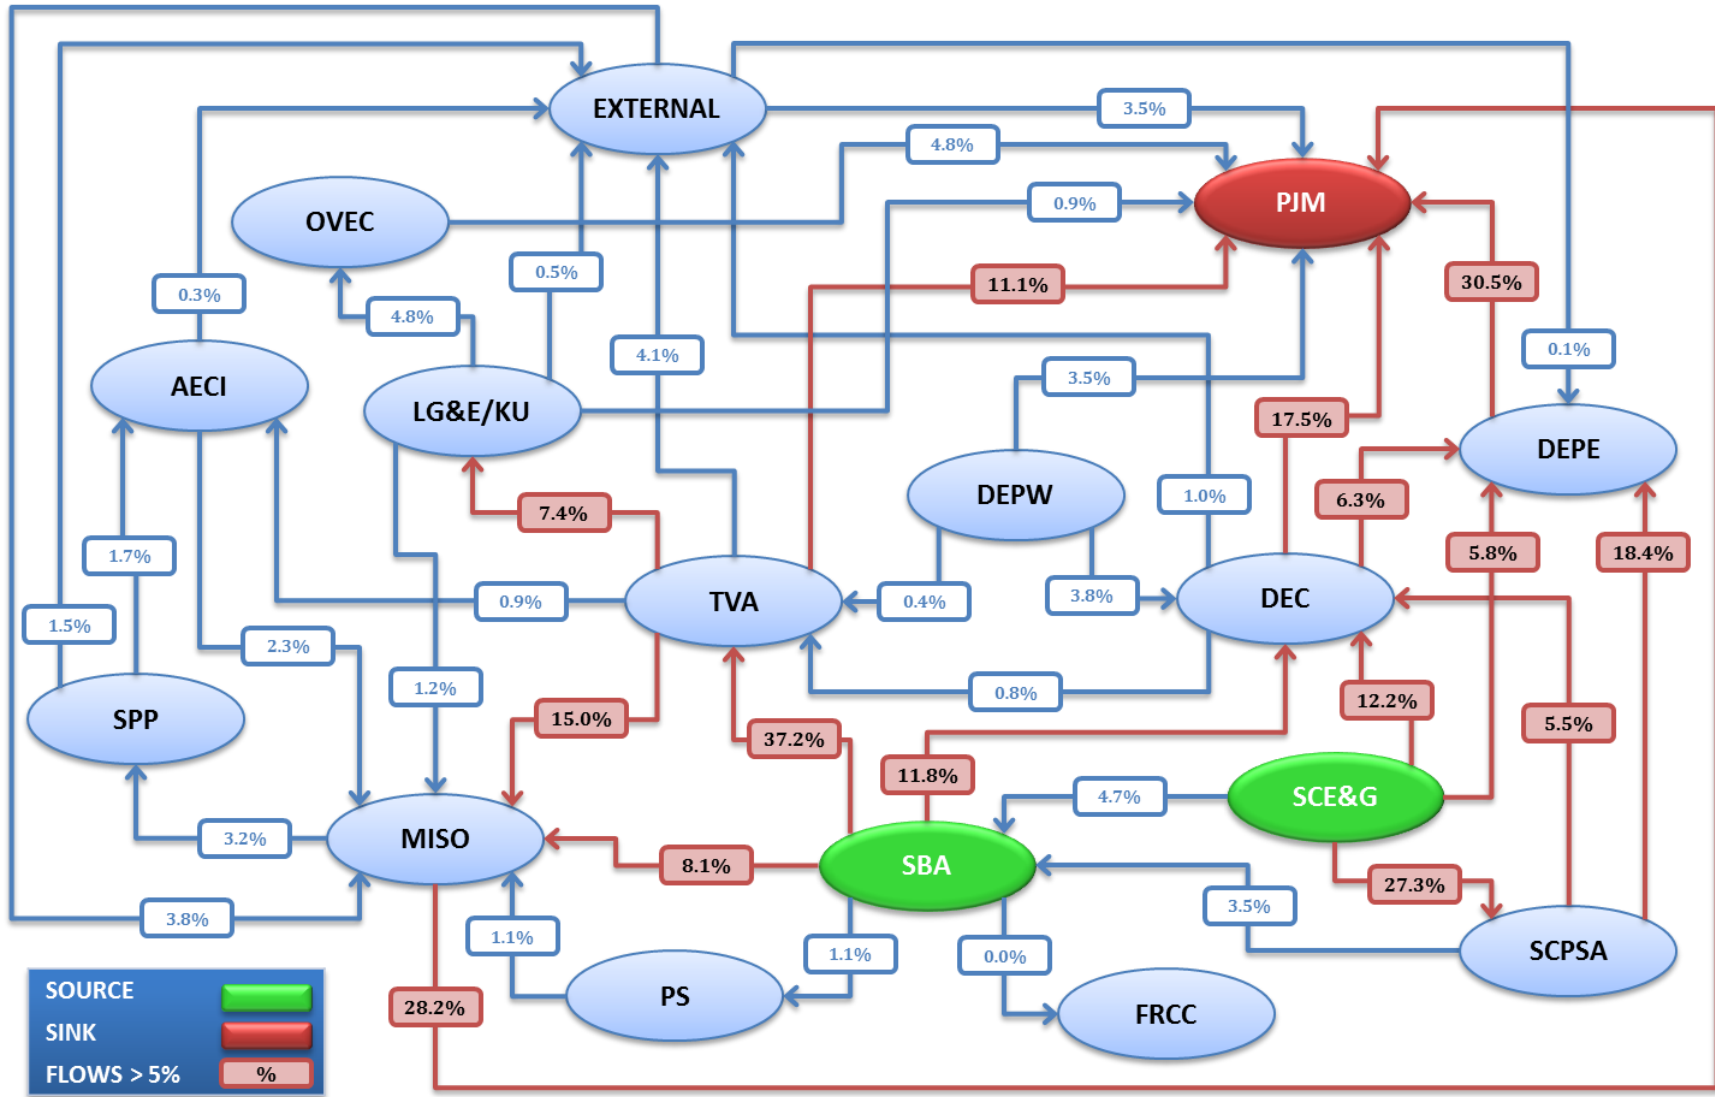 EXTERNAL
3.5%
4.8%
PJM
0.9%
OVEC
0.5%
11.1%
30.5%
0.3%
4.8%
4.1%
0.1%
AECI
3.5%
LG&E/KU
17.5%
DEPE
DEPW
1.0%
6.3%
7.4%
1.7%
5.8%
18.4%
0.9%
TVA
0.4%
3.8%
DEC
1.5%
2.3%
1.2%
0.8%
12.2%
SPP
15.0%
37.2%
5.5%
11.8%
4.7%
SCE&G
3.2%
MISO
8.1%
SBA
27.3%
3.8%
3.5%
1.1%
1.1%
0.0%
SCPSA
28.2%
PS
FRCC
SOURCE
SINK
FLOWS > 5%
%